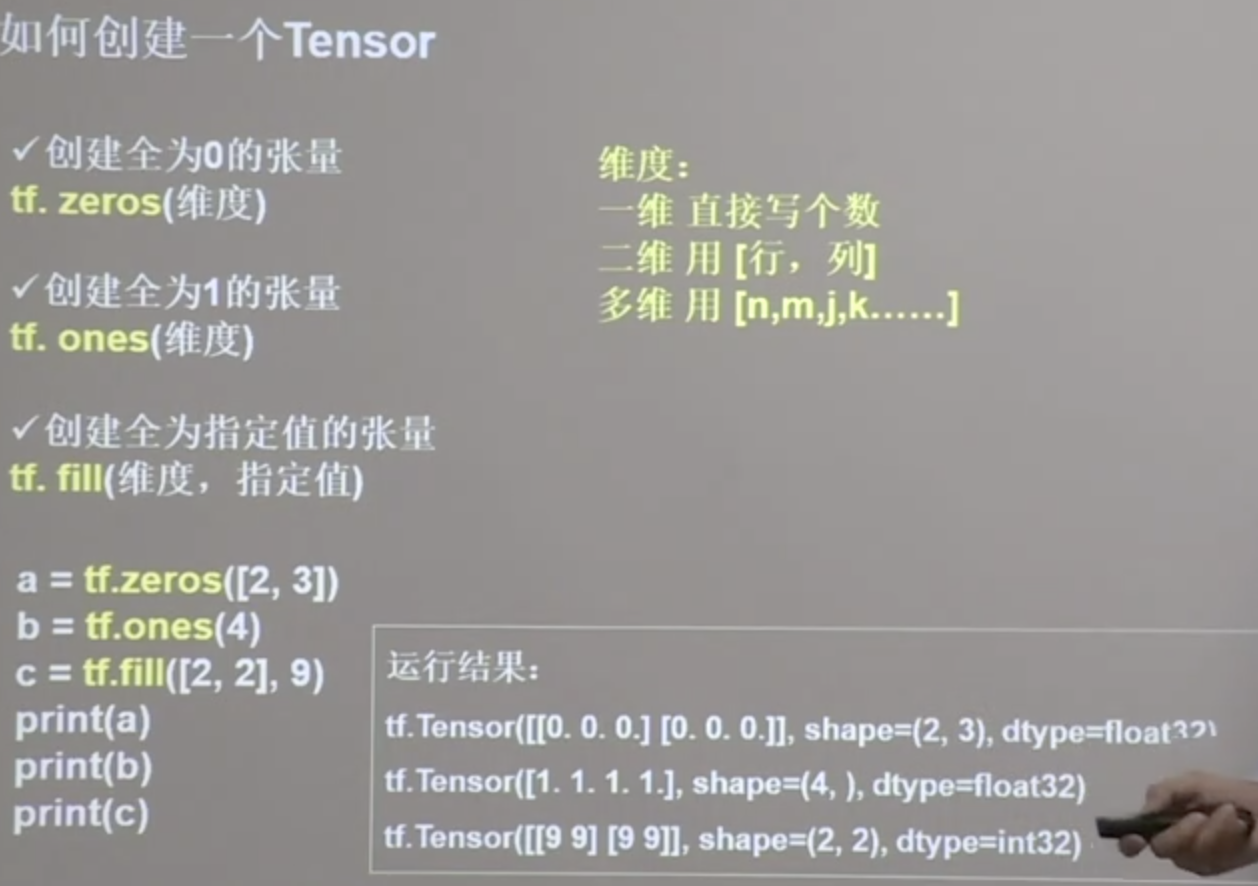 如何创建一个Tensor
✓创建全为0的张量
tf. zeros(维度)
✓创建全为1的张量
tf. ones(维度)
✓创建全为指定值的张量
tf. fill(维度，指定值)
维度：
一维 直接写个数
二维 用 [行，列]
多维 用 [n,m,j,k……]
a = tf.zeros([2, 3])
b = tf.ones(4)
c = tf.fill([2, 2], 9)
print(a)
print(b)
print(c)
运行结果：
tf.Tensor([[0. 0. 0.] [0. 0. 0.]], shape=(2, 3), dtype=float32)
tf.Tensor([1. 1. 1. 1.], shape=(4, ), dtype=float32)
tf.Tensor([[9 9] [9 9]], shape=(2, 2), dtype=int32)